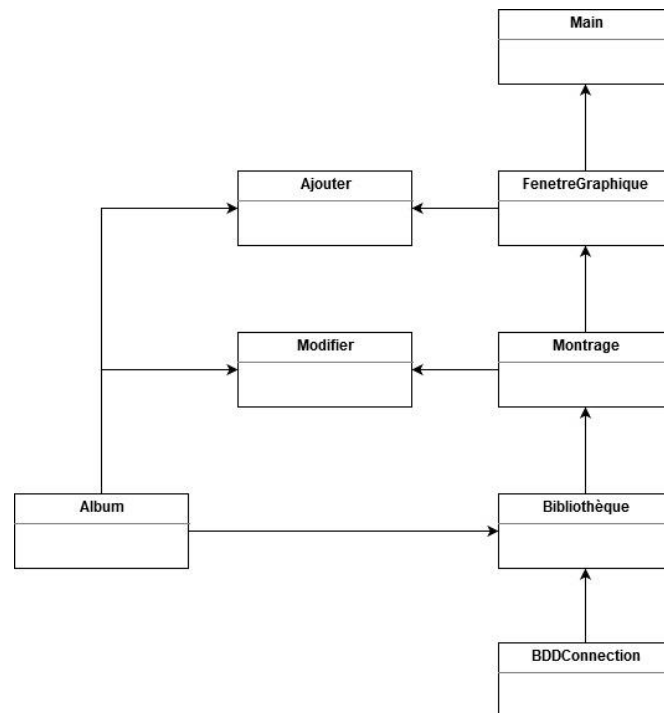 Main
Ajouter
FenetreGraphique
Modifier
Montrage
Album
Bibliothèque
BDDConnection